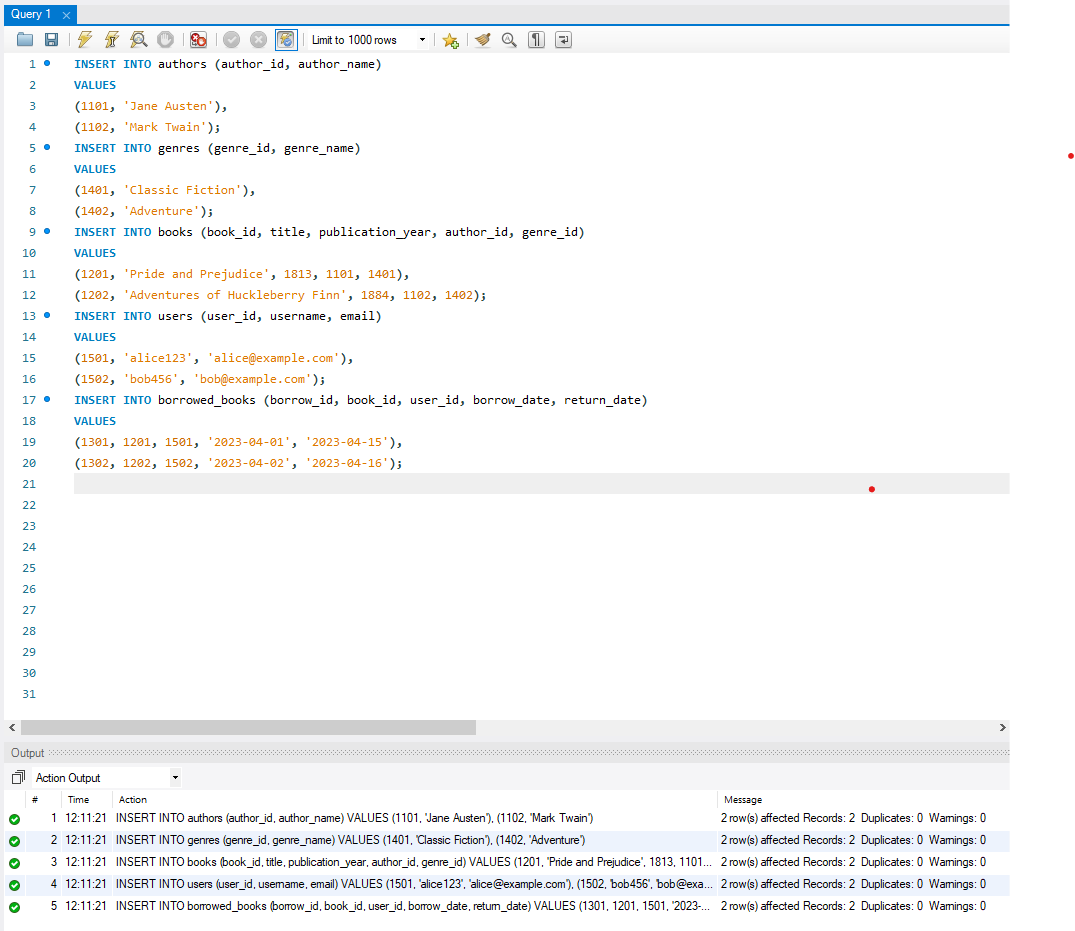 Query 1
Limit to 1000 rows
1 INSERT INTO authors (author_id, author_name)
2 VALUES
3 (1101, 'Jane Austen'),
4 (1102, 'Mark Twain');
5 INSERT INTO genres (genre_id, genre_name)
6 VALUES
7 (1401, 'Classic Fiction'),
8 (1402, 'Adventure');
9 INSERT INTO books (book_id, title, publication_year, author_id, genre_id)
10 VALUES
11 (1201, 'Pride and Prejudice', 1813, 1101, 1401),
12 (1202, 'Adventures of Huckleberry Finn', 1884, 1102, 1402);
13 INSERT INTO users (user_id, username, email)
14 VALUES
15 (1501, 'alice123', 'alice@example.com'),
16 (1502, 'bob456', 'bob@example.com');
17 INSERT INTO borrowed_books (borrow_id, book_id, user_id, borrow_date, return_date)
18 VALUES
19 (1301, 1201, 1501, '2023-04-01', '2023-04-15'),
20 (1302, 1202, 1502, '2023-04-02', '2023-04-16');
21
22
23
24
25
26
27
28
29
30
31
Output
Action Output
# Time Action Message
1 12:11:21 INSERT INTO authors (author_id, author_name) VALUES (1101, 'Jane Austen'), (1102, 'Mark Twain') 2 row(s) affected Records: 2 Duplicates: 0 Warnings: 0
2 12:11:21 INSERT INTO genres (genre_id, genre_name) VALUES (1401, 'Classic Fiction'), (1402, 'Adventure') 2 row(s) affected Records: 2 Duplicates: 0 Warnings: 0
3 12:11:21 INSERT INTO books (book_id, title, publication_year, author_id, genre_id) VALUES (1201, 'Pride and Prejudice', 1813, 1101... 2 row(s) affected Records: 2 Duplicates: 0 Warnings: 0
4 12:11:21 INSERT INTO users (user_id, username, email) VALUES (1501, 'alice123', 'alice@example.com'), (1502, 'bob456', 'bob@exa... 2 row(s) affected Records: 2 Duplicates: 0 Warnings: 0
5 12:11:21 INSERT INTO borrowed_books (borrow_id, book_id, user_id, borrow_date, return_date) VALUES (1301, 1201, 1501, '2023-... 2 row(s) affected Records: 2 Duplicates: 0 Warnings: 0